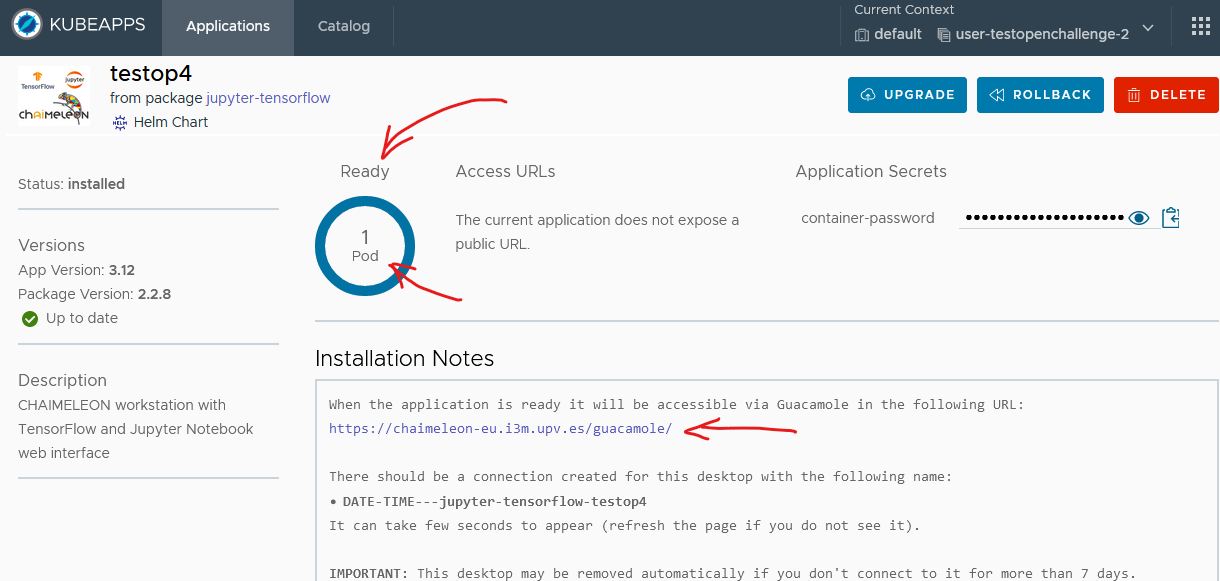 KUBEAPPS
Applications
Catalog
Current Context
default
user-testopenchallenge-2
TensorFlow
jupyter
chAIMELEON
testop4
from package jupyter-tensorflow
HELM
Helm Chart
UPGRADE
ROLLBACK
DELETE
Status: installed
Versions
App Version: 3.12
Package Version: 2.2.8
Up to date
Description
CHAIMELEON workstation with
TensorFlow and Jupyter Notebook
web interface
Ready
1
Pod
Access URLs
The current application does not expose a
public URL.
Application Secrets
container-password
••••••••••••••••••••
Installation Notes
When the application is ready it will be accessible via Guacamole in the following URL:
https://chaimeleon-eu.i3m.upv.es/guacamole/
There should be a connection created for this desktop with the following name:
• DATE-TIME---jupyter-tensorflow-testop4
It can take few seconds to appear (refresh the page if you do not see it).
IMPORTANT: This desktop may be removed automatically if you don't connect to it for more than 7 days.